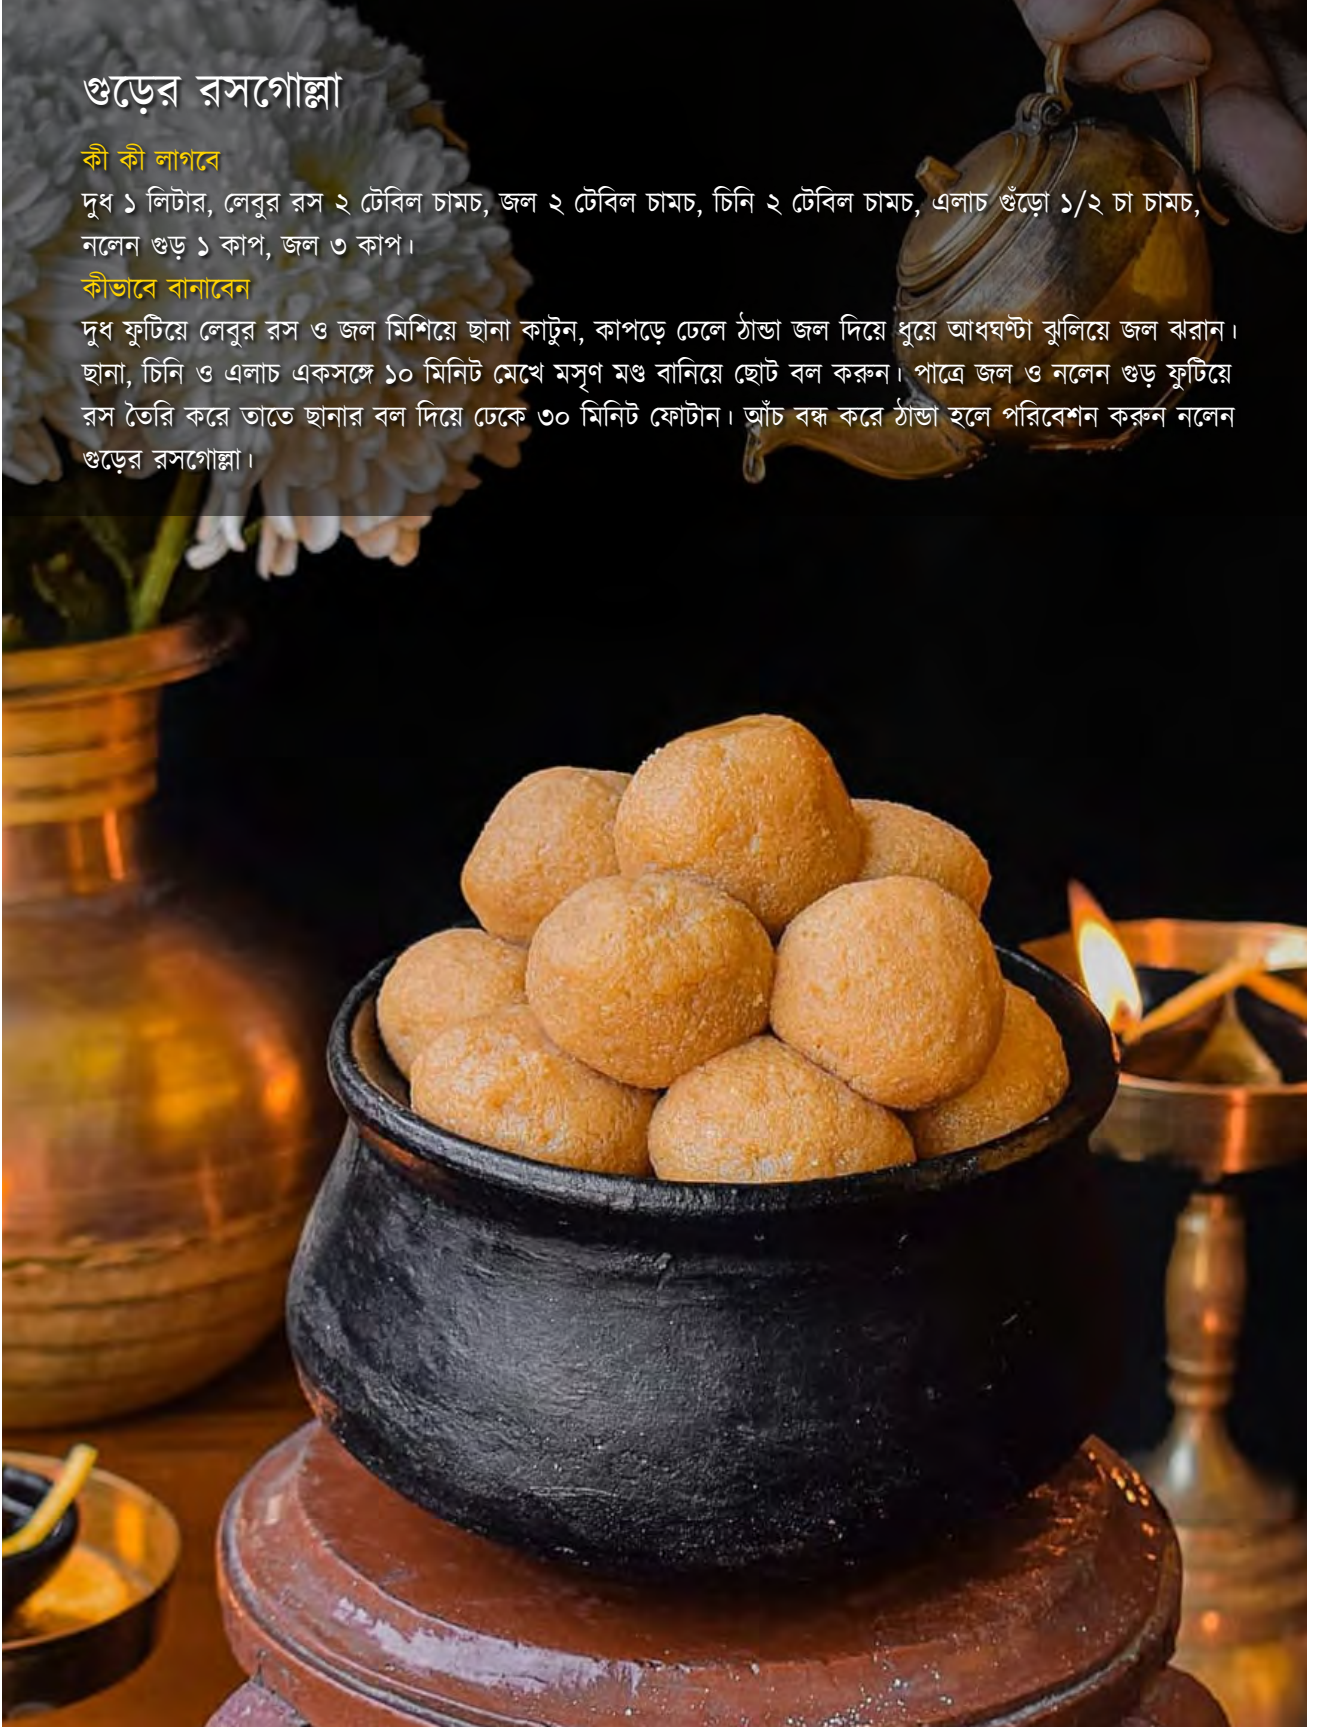 গুড়ের রসগোল্লা
কী কী লাগবে
দুধ ১ লিটার, লেবুর রস ২ টেবিল চামচ, জল ২ টেবিল চামচ, চিনি ২ টেবিল চামচ, এলাচ গুঁড়ো ১/২ চা চামচ,
নলেন গুড় ১ কাপ, জল ৩ কাপ।
কীভাবে বানাবেন
দুধ ফুটিয়ে লেবুর রস ও জল মিশিয়ে ছানা কাটুন, কাপড়ে ঢেলে ঠান্ডা জল দিয়ে ধুয়ে আধঘণ্টা ঝুলিয়ে জল ঝরান।
ছানা, চিনি ও এলাচ একসঙ্গে ১০ মিনিট মেখে মসৃণ মণ্ড বানিয়ে ছোট বল করুন। পাত্রে জল ও নলেন গুড় ফুটিয়ে
রস তৈরি করে তাতে ছানার বল দিয়ে ঢেকে ৩০ মিনিট ফোটান। আঁচ বন্ধ করে ঠান্ডা হলে পরিবেশন করুন নলেন
গুড়ের রসগোল্লা।